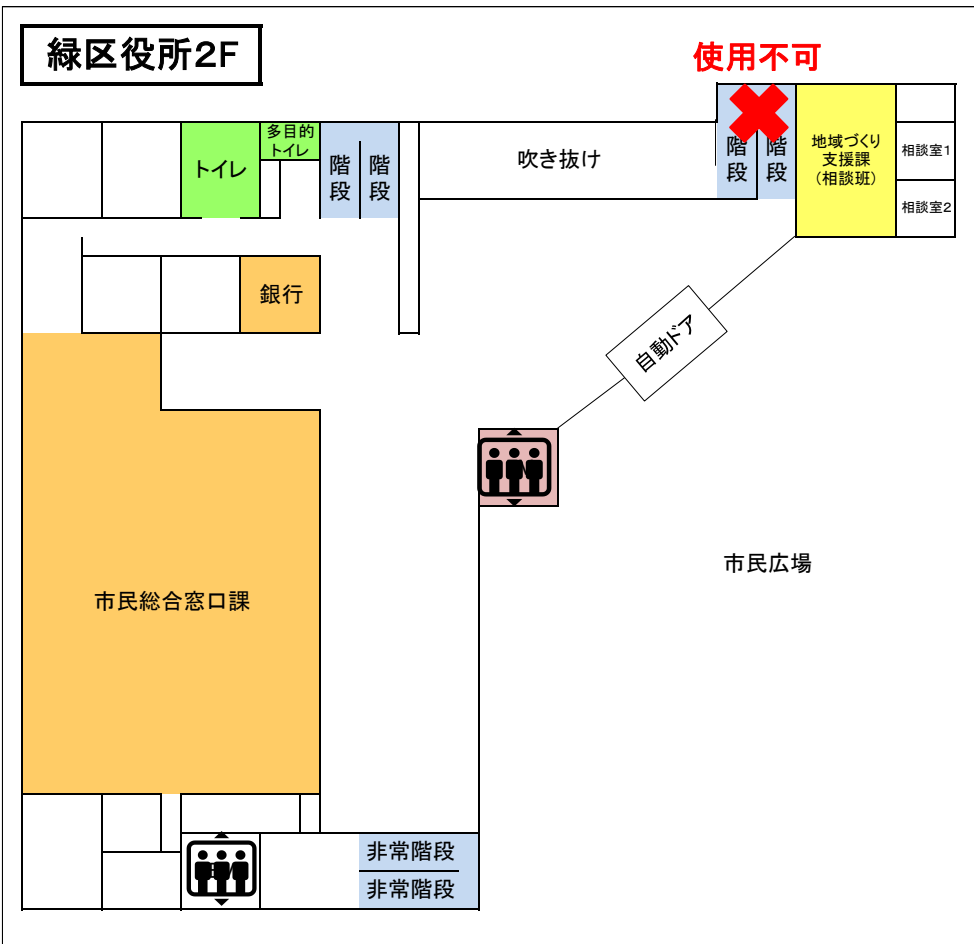 緑区役所2F
使用不可
多目的
トイレ
トイレ
階段
階段
吹き抜け
階段
階段
地域づくり
支援課
(相談班)
相談室1
相談室2
銀行
自動ドア
市民広場
市民総合窓口課
非常階段
非常階段